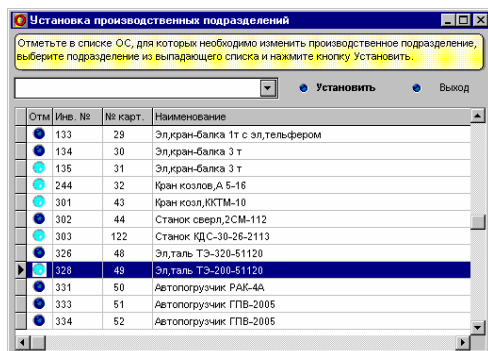 Установка производственных подразделений
Отметьте в списке ОС, для которых необходимо изменить производственное подразделение,
выберите подразделение из выпадающего списка и нажмите кнопку Установить.
Установить Выход
Отм Инв. № № карт. Наименование
133 29 Эл,кран-балка 1т с эл,тельфером
134 30 Эл,кран-балка 3 т
135 31 Эл,кран-балка 3 т
244 32 Кран козлов,А 5-16
301 43 Кран козл,ККТМ-10
302 44 Станок сверл,2СМ-112
303 122 Станок КДС-30-26-2113
326 48 Эл,таль ТЭ-320-51120
328 49 Эл,таль ТЭ-200-51120
331 50 Автопогрузчик РАК-4А
333 51 Автопогрузчик ГПВ-2005
334 52 Автопогрузчик ГПВ-2005